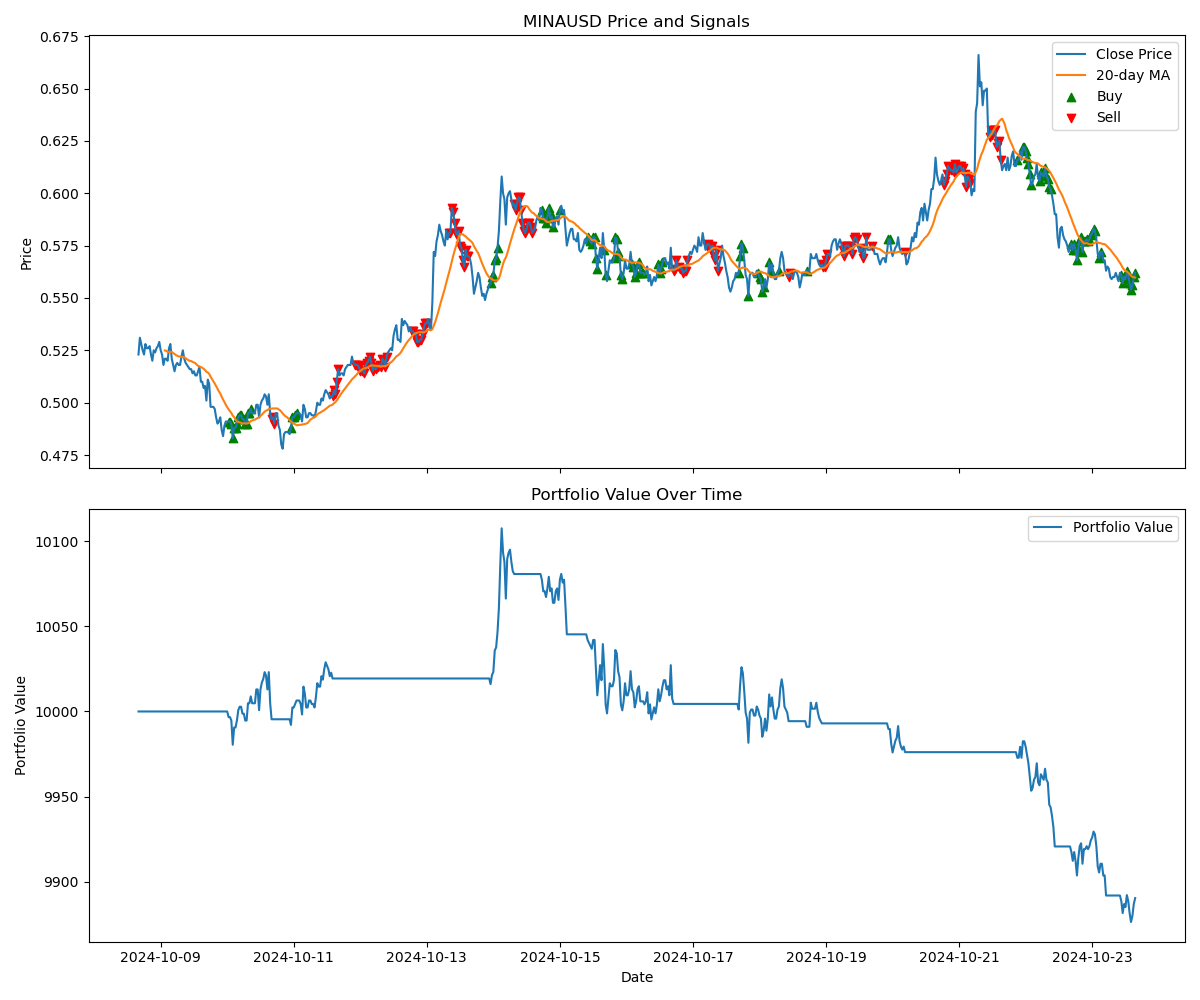 MINAUSD Price and Signals
Price
0.675
0.650
0.625
0.600
0.575
0.550
0.525
0.500
0.475
Close Price
20-day MA
Buy
Sell
Portfolio Value Over Time
Portfolio Value
10100
10050
10000
9950
9900
Portfolio Value
2024-10-09 2024-10-11 2024-10-13 2024-10-15 2024-10-17 2024-10-19 2024-10-21 2024-10-23
Date